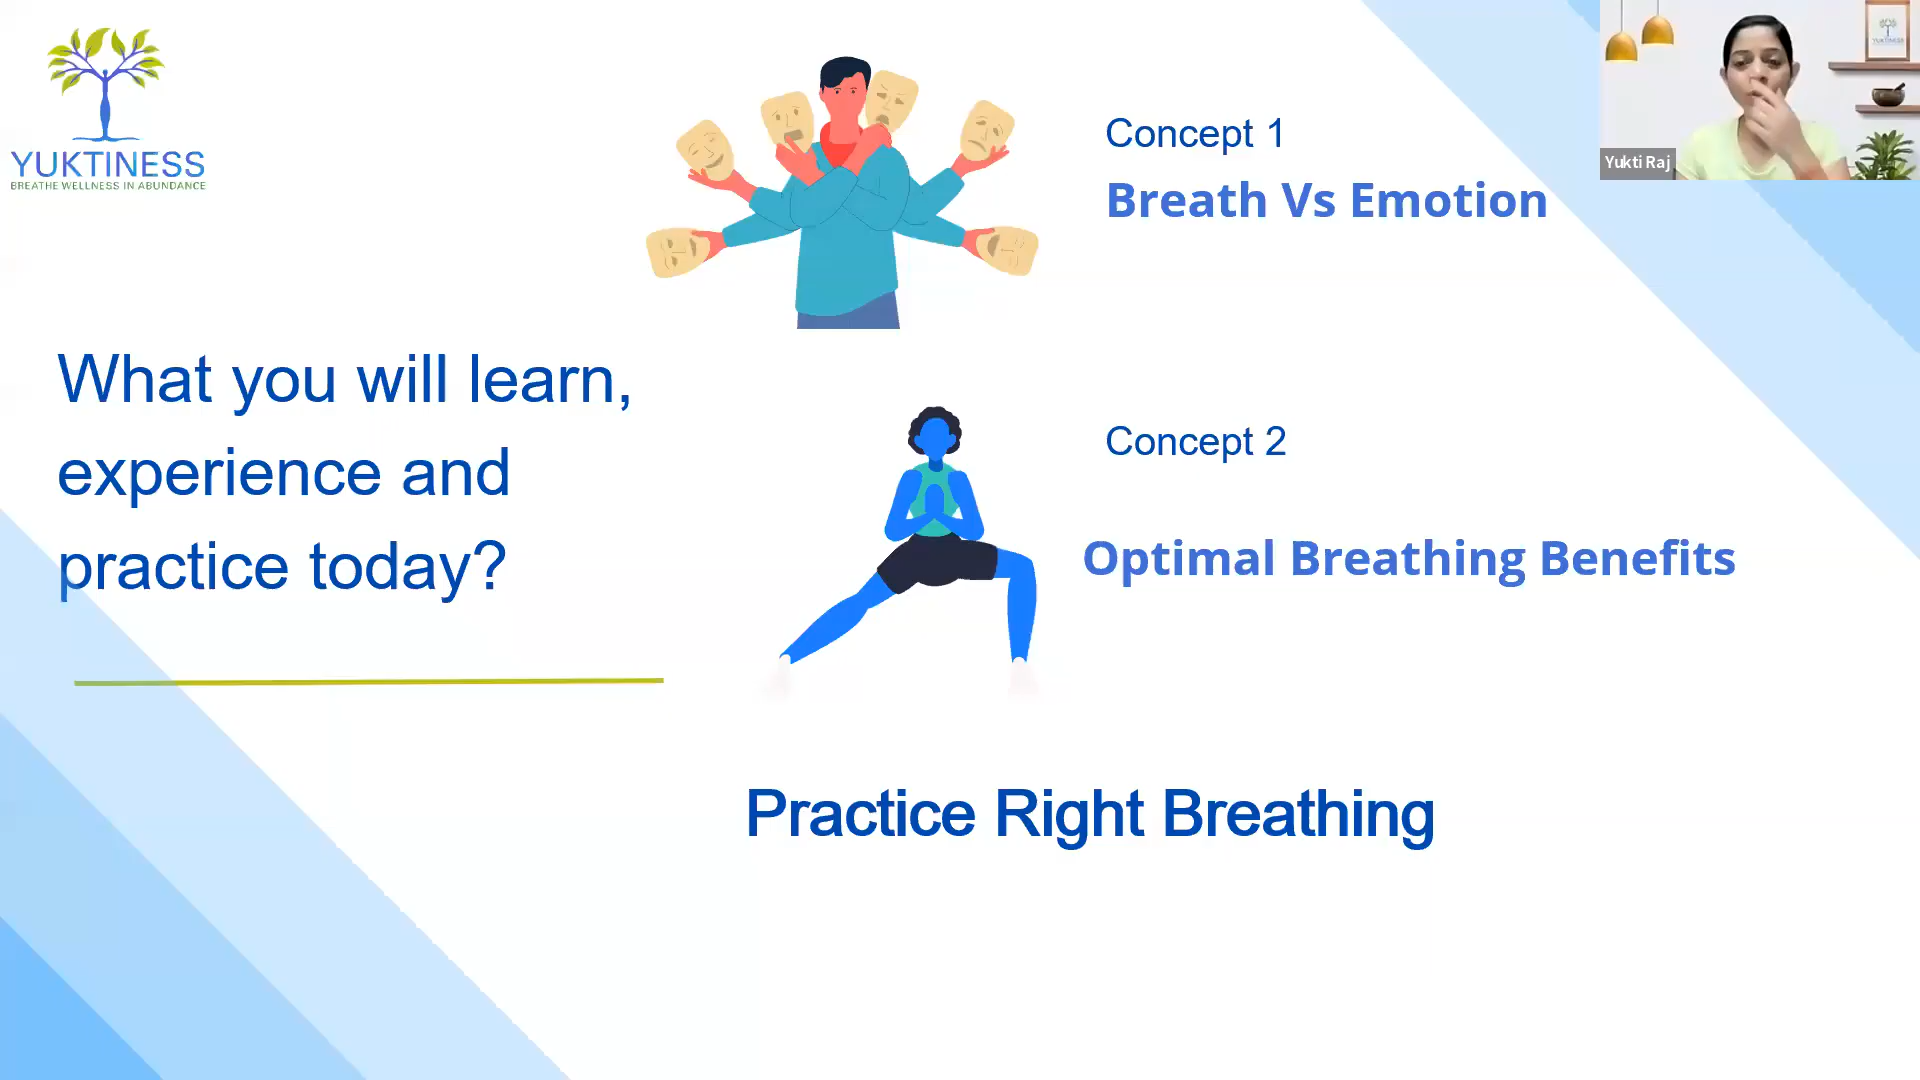 YUKTINESS
BREATHE WELLNESS IN ABUNDANCE
What you will learn,
experience and
practice today?
Concept 1
Breath Vs Emotion
Concept 2
Optimal Breathing Benefits
Practice Right Breathing
Yukti Raj
YUKTINESS